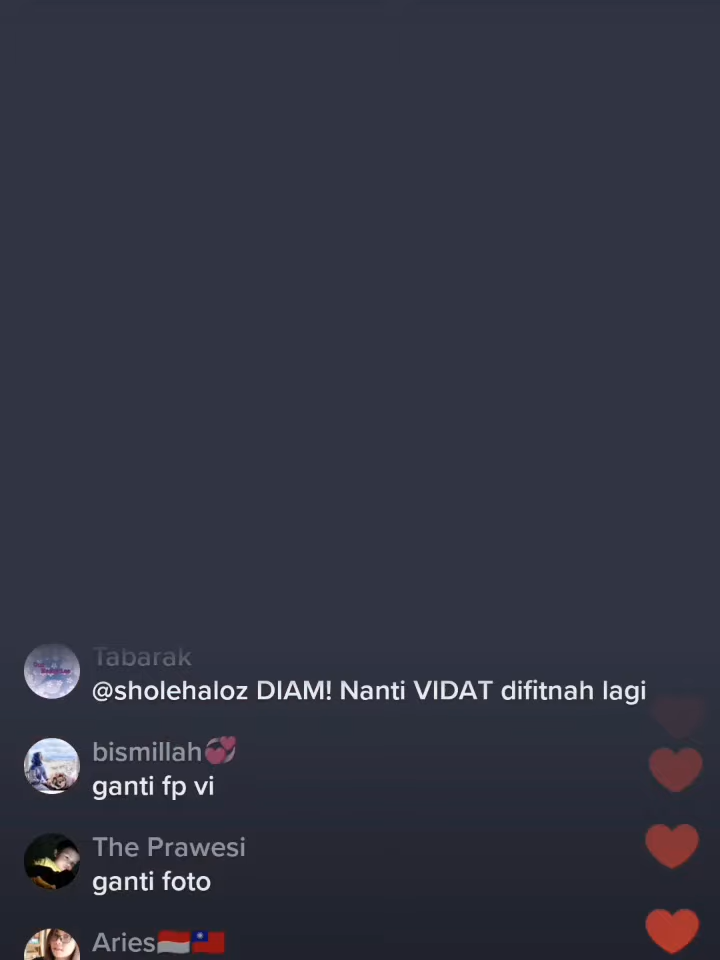 Tabarak
@sholehaloz DIAM! Nanti VIDAT difitnah lagi
bismillah💞
ganti fp vi
The Prawesi
ganti foto
Aries🇮🇩🇹🇼